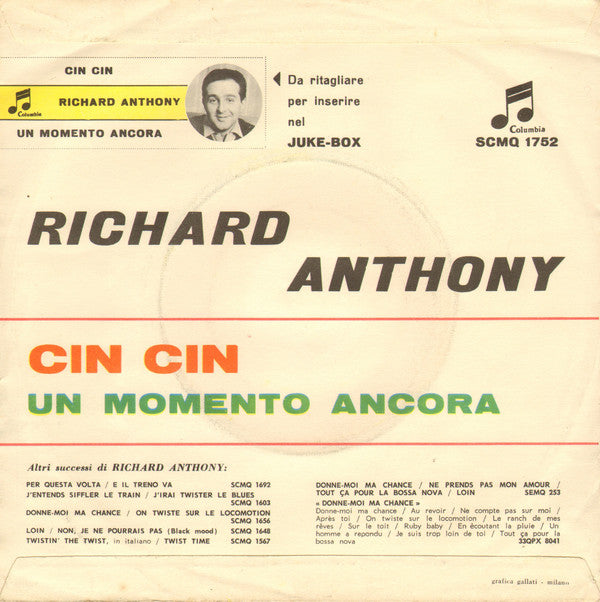 CIN CIN
Columbia
RICHARD ANTHONY
UN MOMENTO ANCORA
Da ritagliare
per inserire
nel
JUKE-BOX
Columbia
SCMQ 1752
RICHARD
ANTHONY
CIN CIN
UN MOMENTO ANCORA
Altri successi di RICHARD ANTHONY:
PER QUESTA VOLTA / E IL TRENO VA SCMQ 1692
J'ENTENDS SIFFLER LE TRAIN / J'IRAI TWISTER LE BLUES
SCMQ 1603
DONNE-MOI MA CHANCE / ON TWISTE SUR LE LOCOMOTION
SCMQ 1656
LOIN / NON, JE NE POURRAIS PAS (Black mood) SCMQ 1648
TWISTIN' THE TWIST, in italiano / TWIST TIME SCMQ 1567
DONNE-MOI MA CHANCE / NE PRENDS PAS MON AMOUR /
TOUT ÇA POUR LA BOSSA NOVA / LOIN SEMQ 253
« DONNE-MOI MA CHANCE »
Donne-moi ma chance / Au revoir / Ne compte pas sur moi /
Après toi / On twiste sur le locomotion / Le ranch de mes
rêves / Sur le toit / Ruby baby / En écoutant la pluie / Un
homme a repondu / Je suis trop loin de toi / Tout ça pour la
bossa nova 33QPX 8041
grafica gallati - milano